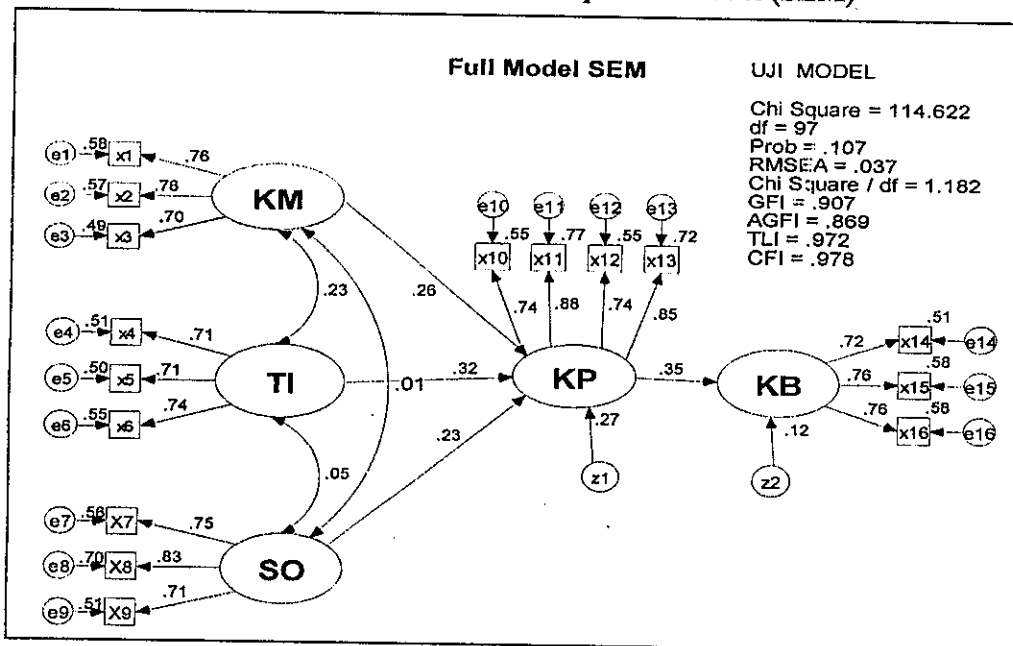 Full Model SEM
UJI MODEL
Chi Square = 114.622
df = 97
Prob = .107
RMSEA = .037
Chi Square / df = 1.182
GFI = .907
AGFI = .869
TLI = .972
CFI = .978
e1 .58 x1 .76
e2 .57 x2 .78
e3 .49 x3 .70
KM
.23
.26
e10 e11 e12 e13
.55 .77 .55 .72
x10 x11 x12 x13
.74 .88 .74 .85
e4 .51 x4 .71
e5 .50 x5 .71
e6 .55 x6 .74
TI
.01
.32
KP
.35
KB
.27
z1
.12
z2
.72 .51 x14 e14
.76 .58 x15 e15
.76 .58 x16 e16
.05
.23
e7 .56 X7 .75
e8 .70 X8 .83
e9 .51 X9 .71
SO